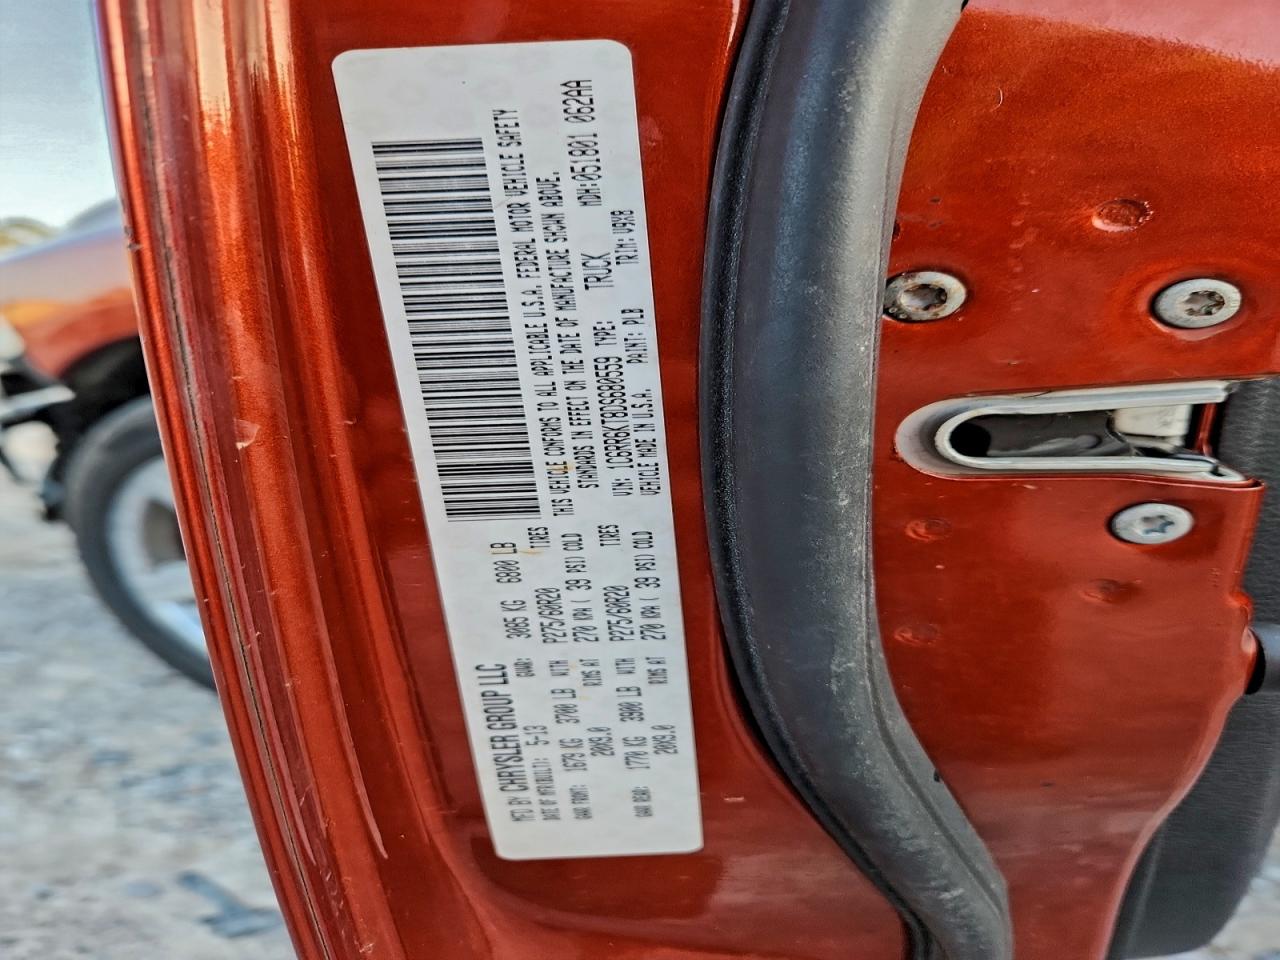 MFD BY CHRYSLER GROUP LLC
DATE OF MFR(BUILT): 5-13 GVWR: 3085 KG 6800 LB
GAWR FRONT: 1679 KG 3700 LB WITH P275/60R20 TIRES
20X9.0 RIMS AT 270 KPA ( 39 PSI) COLD
GAWR REAR: 1770 KG 3900 LB WITH P275/60R20 TIRES
20X9.0 RIMS AT 270 KPA ( 39 PSI) COLD
THIS VEHICLE CONFORMS TO ALL APPLICABLE U.S.A. FEDERAL MOTOR VEHICLE SAFETY
STANDARDS IN EFFECT ON THE DATE OF MANUFACTURE SHOWN ABOVE.
MDH:051801 062AA
VIN: 1C6RR6KT8DS680559 TYPE: TRUCK
VEHICLE MADE IN U.S.A. PAINT: PLB TRIM: V9X8